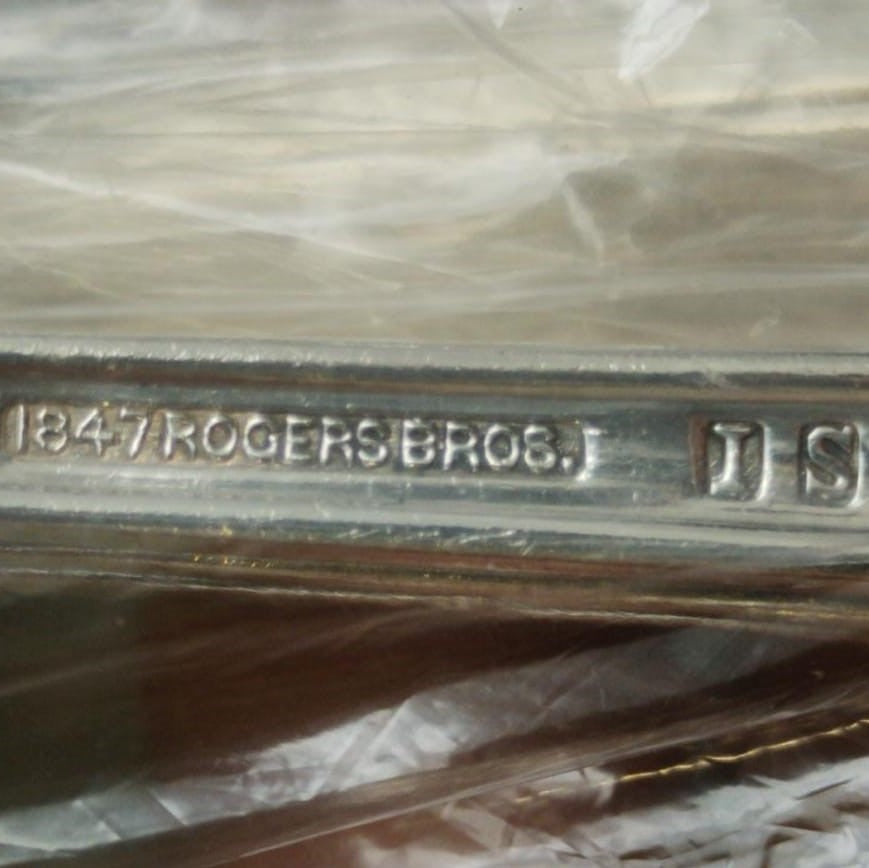 1847 ROGERS BROS. I S